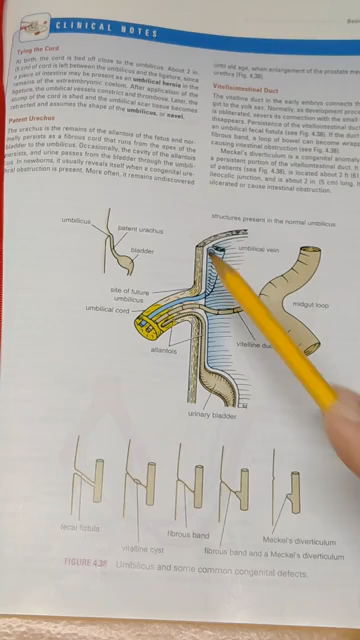 CLINICAL NOTES
Tying the Cord
At birth, the cord is tied off close to the umbilicus. About 2 in.
(5 cm) of cord is left between the umbilicus and the ligature, since
a piece of intestine may be present as an umbilical hernia in the
remains of the extraembryonic coelom. After application of the
ligature, the umbilical vessels constrict and thrombose. Later, the
stump of the cord is shed and the umbilical scar tissue becomes
retracted and assumes the shape of the umbilicus, or navel.
Patent Urachus
The urachus is the remains of the allantois of the fetus and nor-
mally persists as a fibrous cord that runs from the apex of the
bladder to the umbilicus. Occasionally, the cavity of the allantois
persists, and urine passes from the bladder through the umbili-
cus. In newborns, it usually reveals itself when a congenital ure-
thral obstruction is present. More often, it remains undiscovered
until old age, when enlargement of the prostate may
urethra (Fig. 4.38).
Vitellointestinal Duct
The vitelline duct in the early embryo connects th
gut to the yolk sac. Normally, as development proc
is obliterated, severs its connection with the small
disappears. Persistence of the vitellointestinal duct
an umbilical fecal fistula (see Fig. 4.38). If the duct
fibrous band, a loop of bowel can become wrapp
causing intestinal obstruction (see Fig. 4.38).
Meckel's diverticulum is a congenital anomaly
a persistent portion of the vitellointestinal duct. It
of patients (see Fig. 4.38), is located about 2 ft (61
ileocolic junction, and is about 2 in (5 cm) long. It
ulcerated or cause intestinal obstruction.
structures present in the normal umbilicus
umbilicus
patent urachus
bladder
umbilical vein
site of future
umbilicus
midgut loop
umbilical cord
allantois
vitelline duct
urinary bladder
fecal fistula
vitelline cyst
fibrous band
fibrous band and a Meckel's diverticulum
Meckel's diverticulum
FIGURE 4.38 Umbilicus and some common congenital defects.